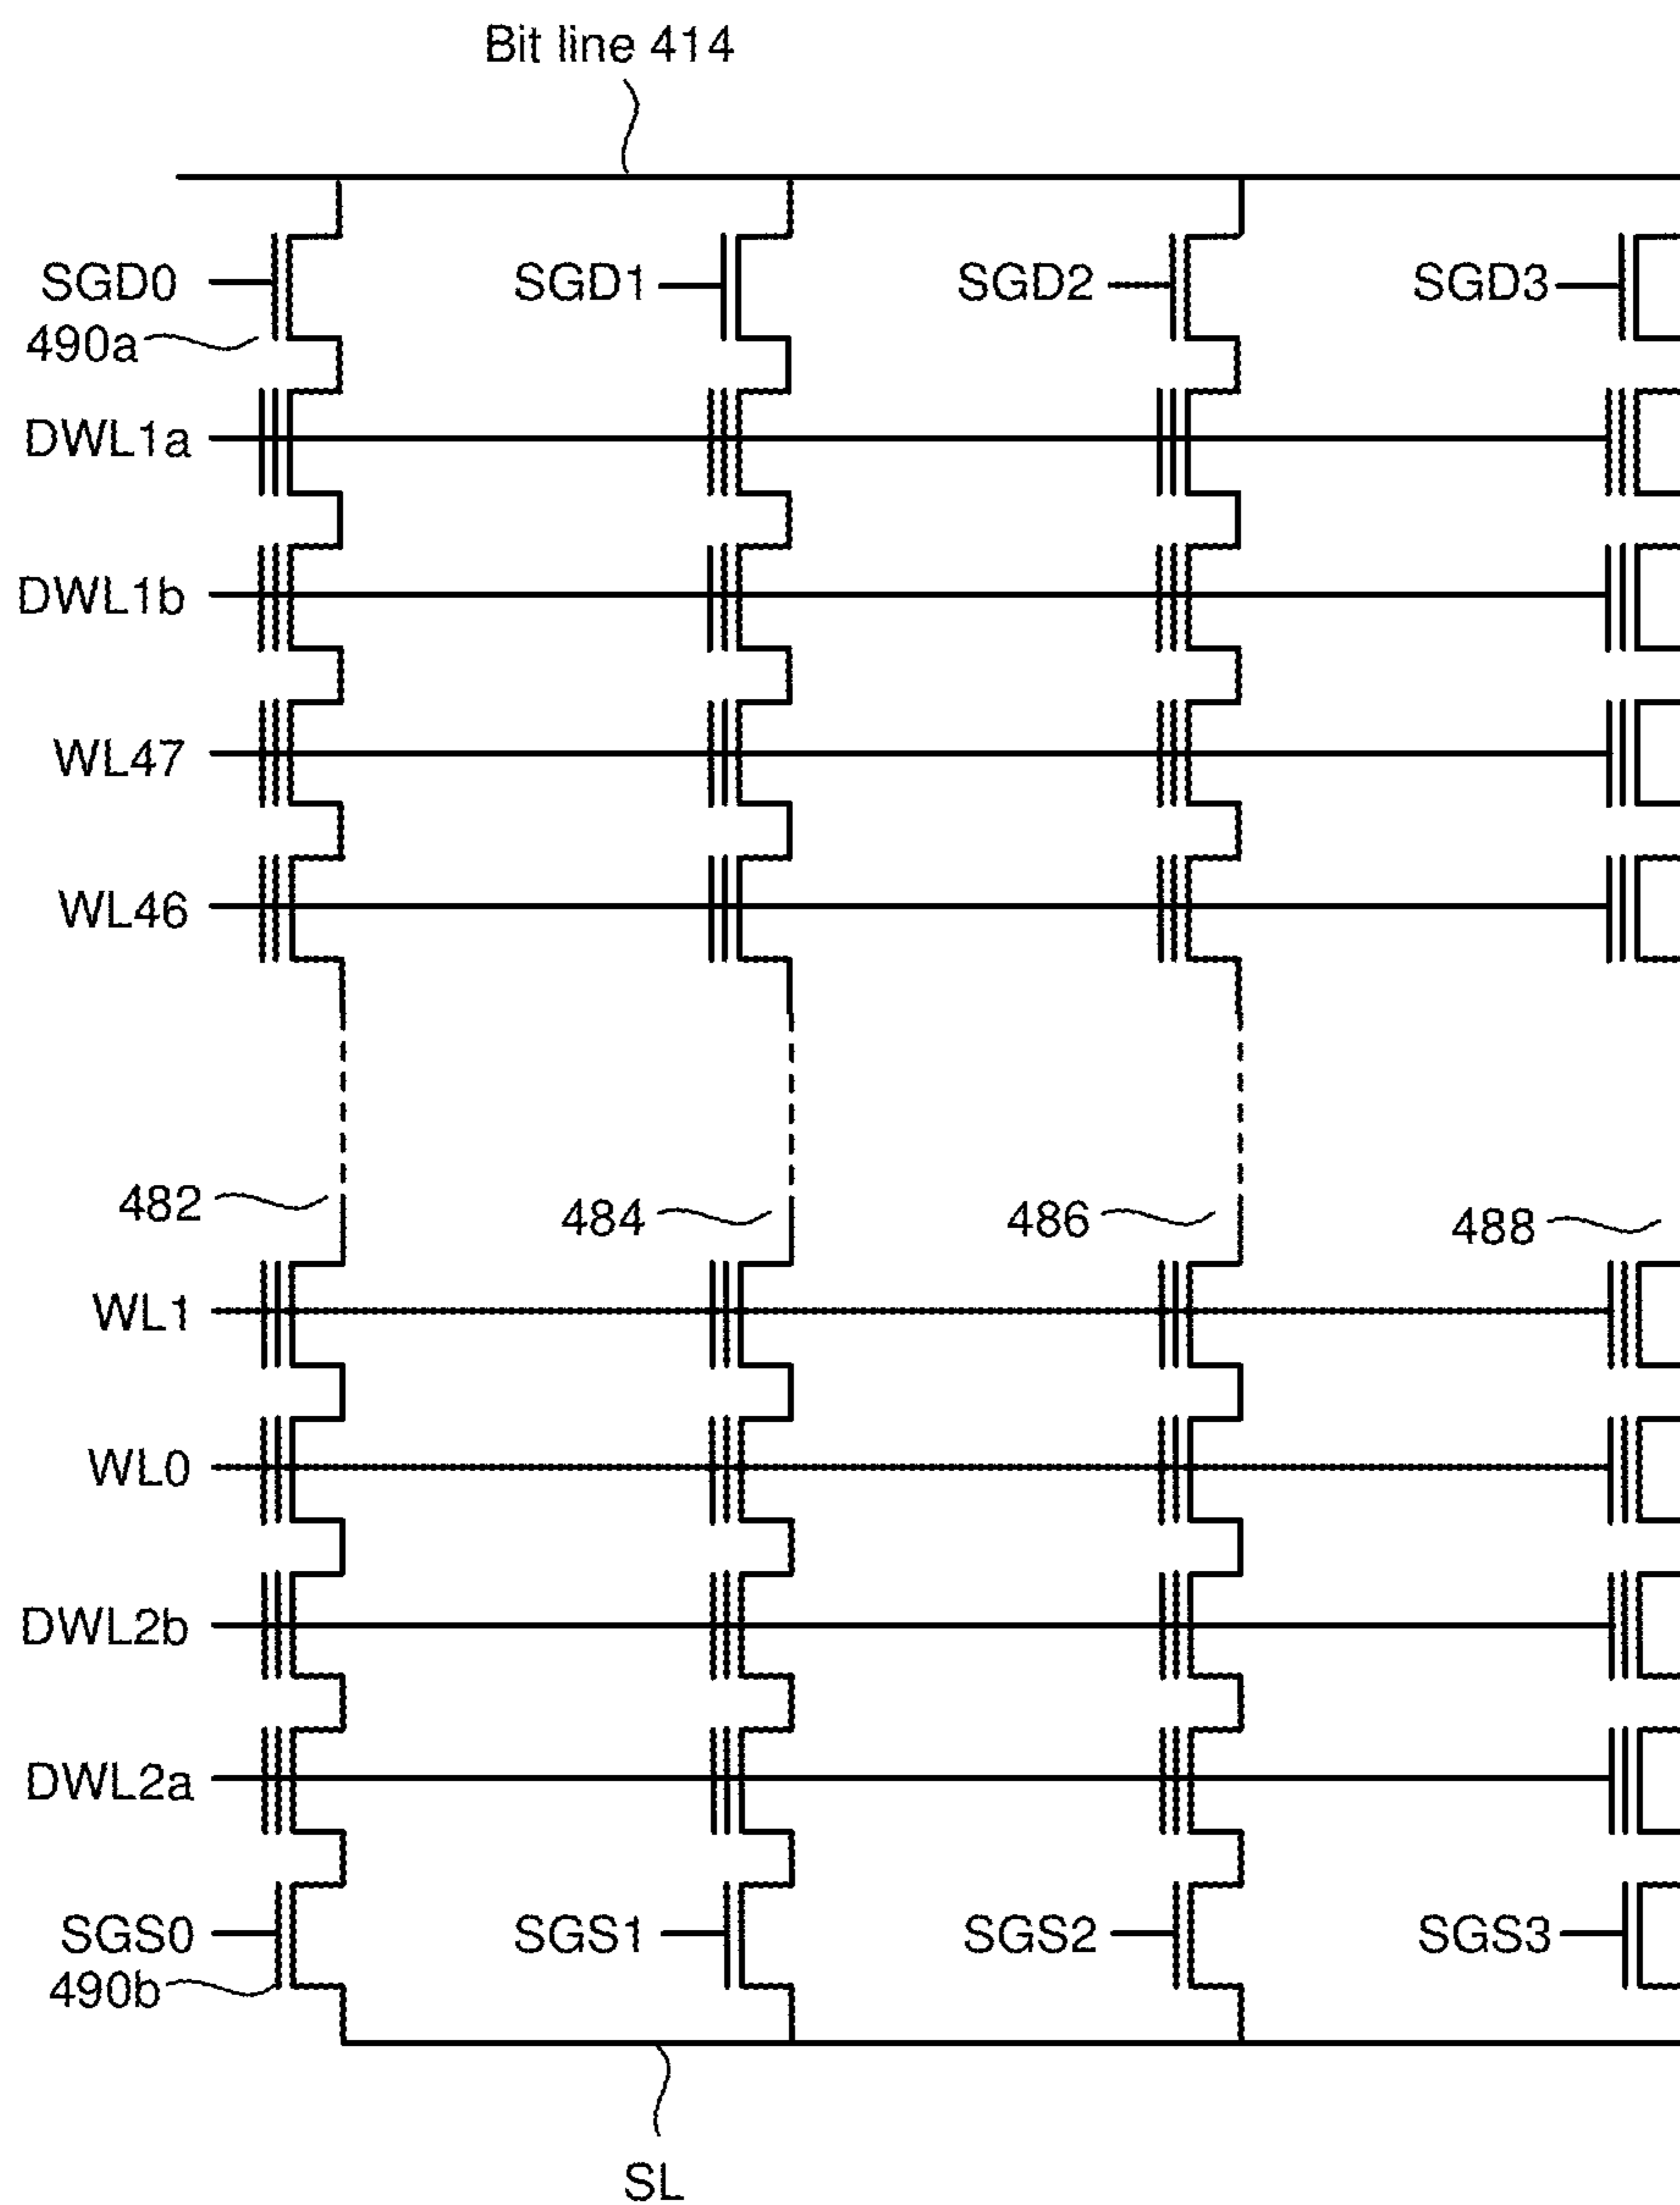 Bit line 414
SGD0 SGD1 SGD2 SGD3
490a
DWL1a
DWL1b
WL47
WL46
482 484 486 488
WL1
WL0
DWL2b
DWL2a
SGS0 SGS1 SGS2 SGS3
490b
SL